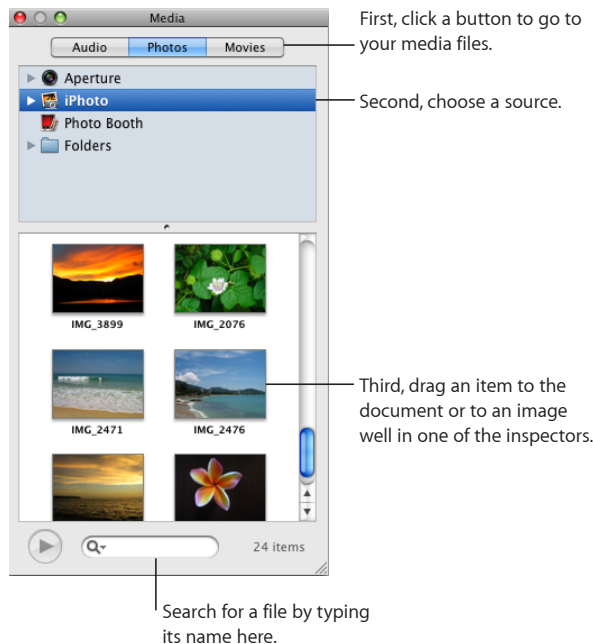 Media
First, click a button to go to
your media files.
Audio Photos Movies
Aperture
iPhoto
Second, choose a source.
Photo Booth
Folders
IMG_3899 IMG_2076
Third, drag an item to the
document or to an image
well in one of the inspectors.
IMG_2471 IMG_2476
24 items
Search for a file by typing
its name here.